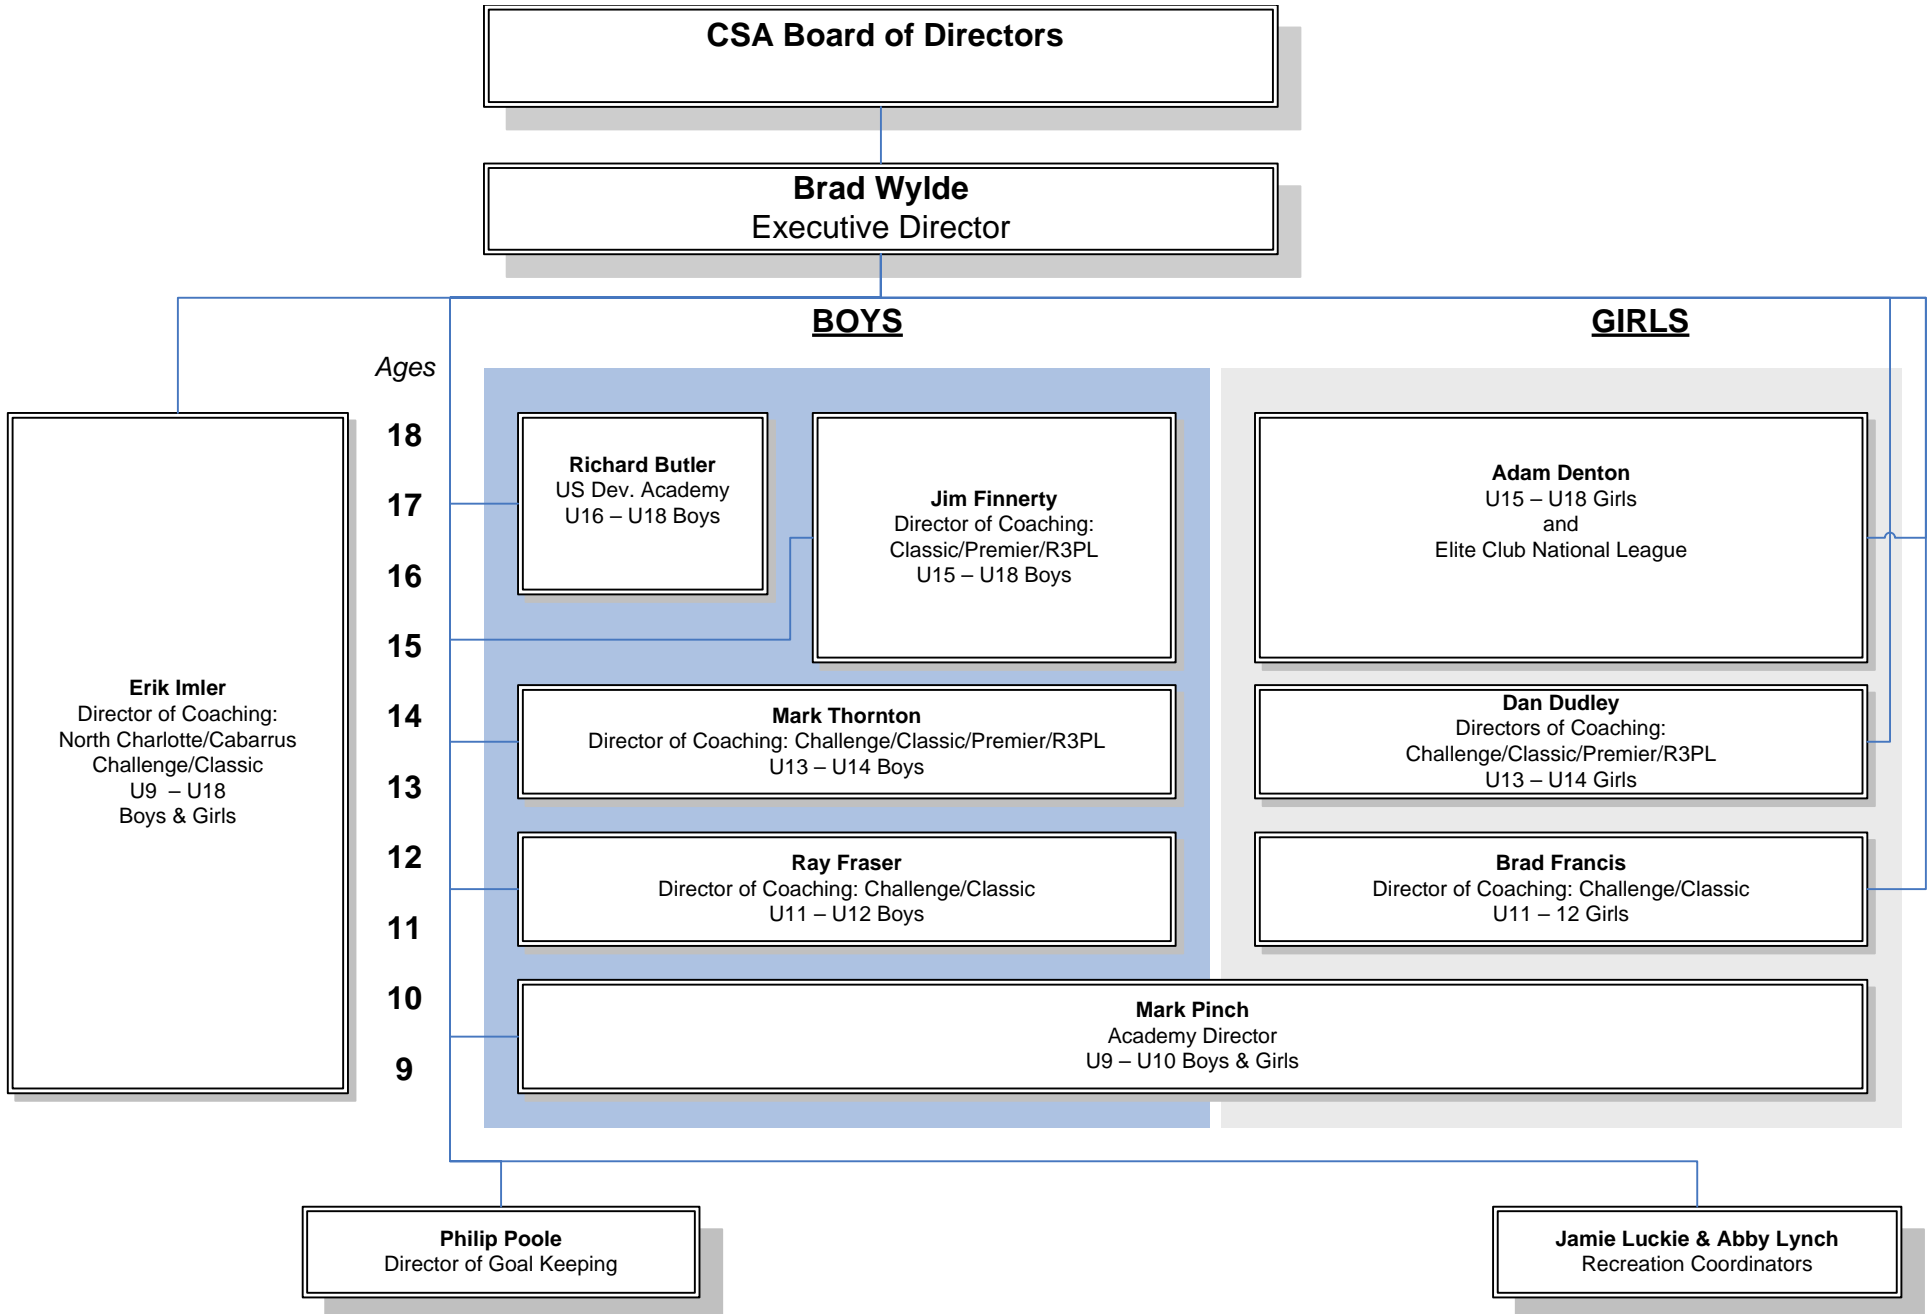 CSA Board of Directors
Brad Wylde
Executive Director
BOYS
GIRLS
Ages
18
17
16
15
14
13
12
11
10
9
Erik Imler
Director of Coaching:
North Charlotte/Cabarrus
Challenge/Classic
U9 – U18
Boys & Girls
Richard Butler
US Dev. Academy
U16 – U18 Boys
Jim Finnerty
Director of Coaching:
Classic/Premier/R3PL
U15 – U18 Boys
Adam Denton
U15 – U18 Girls
and
Elite Club National League
Mark Thornton
Director of Coaching: Challenge/Classic/Premier/R3PL
U13 – U14 Boys
Dan Dudley
Directors of Coaching:
Challenge/Classic/Premier/R3PL
U13 – U14 Girls
Ray Fraser
Director of Coaching: Challenge/Classic
U11 – U12 Boys
Brad Francis
Director of Coaching: Challenge/Classic
U11 – 12 Girls
Mark Pinch
Academy Director
U9 – U10 Boys & Girls
Philip Poole
Director of Goal Keeping
Jamie Luckie & Abby Lynch
Recreation Coordinators